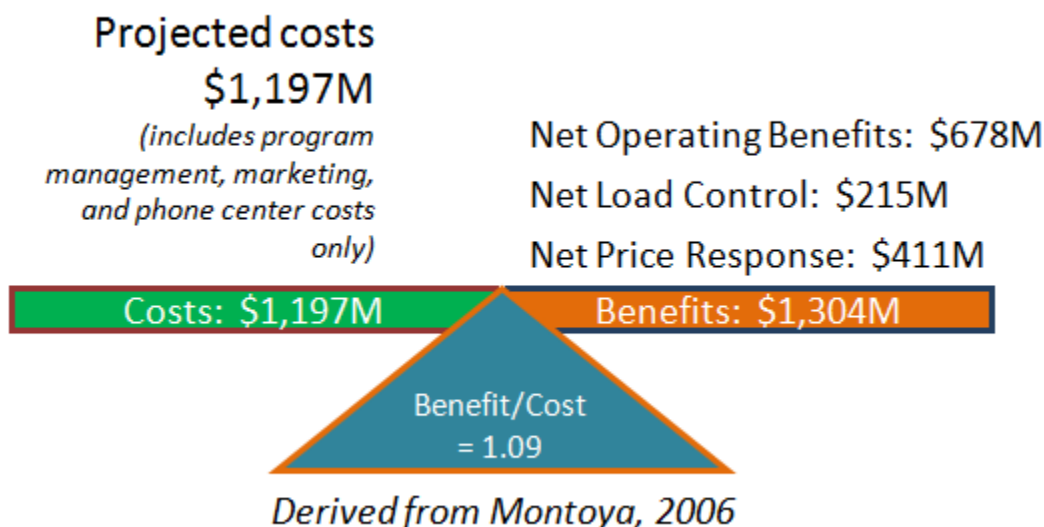 Projected costs
$1,197M
(includes program
management, marketing,
and phone center costs
only)
Net Operating Benefits: $678M
Net Load Control: $215M
Net Price Response: $411M
Costs: $1,197M
Benefits: $1,304M
Benefit/Cost
= 1.09
Derived from Montoya, 2006